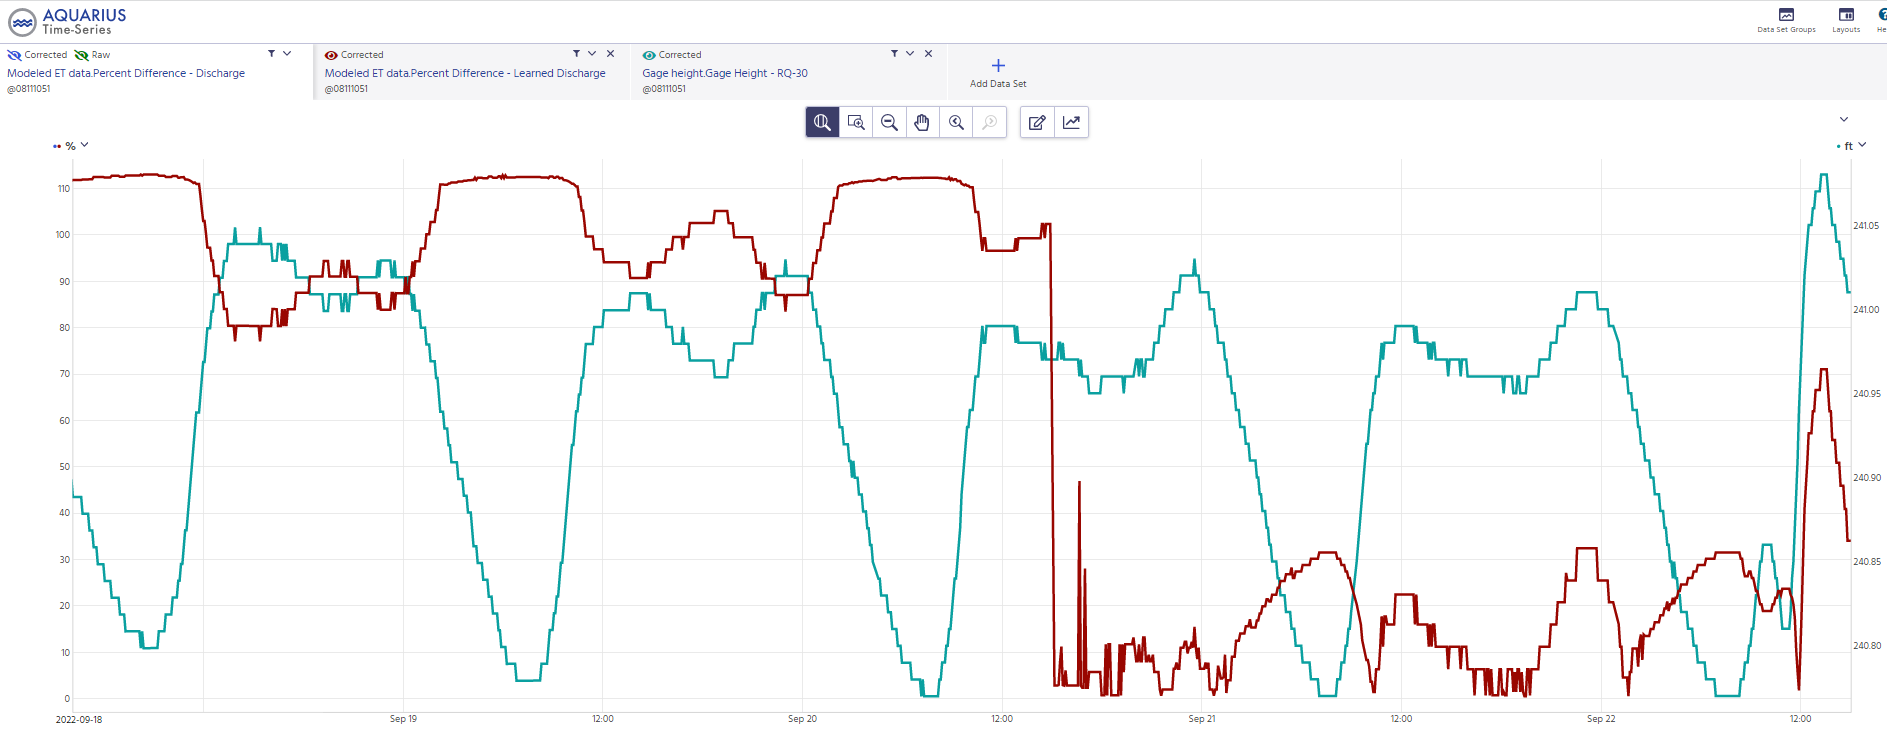 AQUARIUS
Time-Series
Data Set Groups
Layouts
He
Corrected Raw
Modeled ET data.Percent Difference - Discharge
@08111051
Corrected
Modeled ET data.Percent Difference - Learned Discharge
@08111051
Corrected
Gage height.Gage Height - RQ-30
@08111051
Add Data Set
%
ft
110
100
90
80
70
60
50
40
30
20
10
0
241.05
241.00
240.95
240.90
240.85
240.80
2022-09-18
Sep 19
12:00
Sep 20
12:00
Sep 21
12:00
Sep 22
12:00